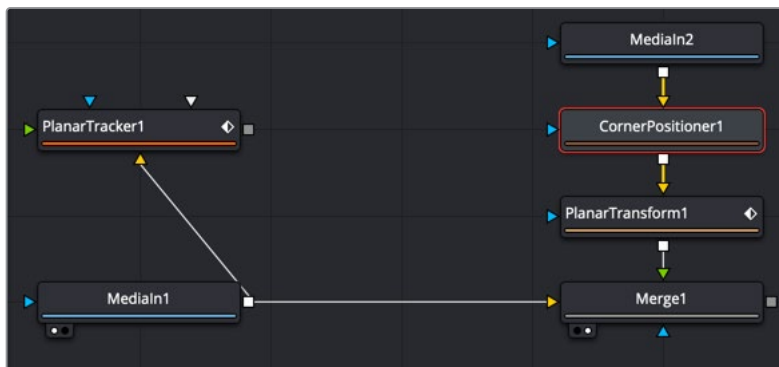 MediaIn2
PlanarTracker1
CornerPositioner1
PlanarTransform1
MediaIn1
Merge1